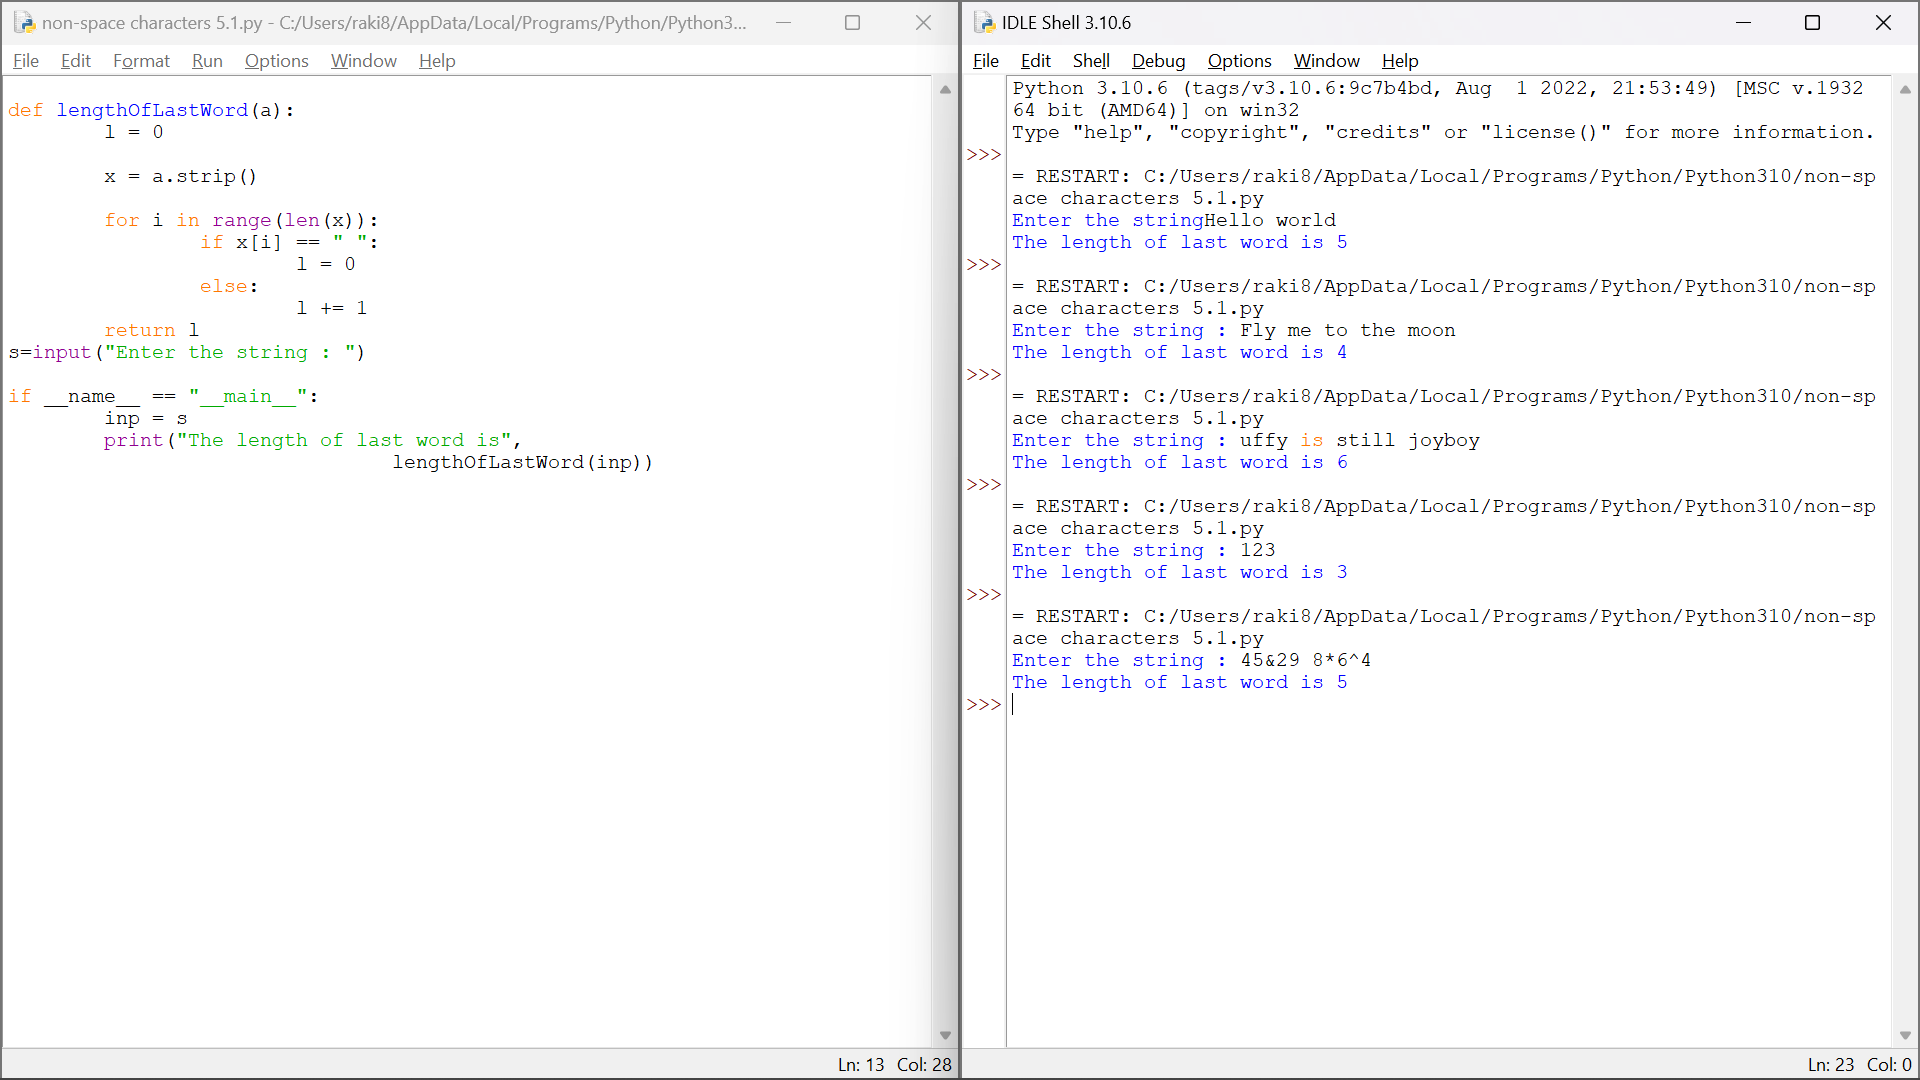 non-space characters 5.1.py - C:/Users/raki8/AppData/Local/Programs/Python/Python3...
File Edit Format Run Options Window Help
def lengthOfLastWord(a):
        l = 0
        x = a.strip()
        for i in range(len(x)):
                if x[i] == " ":
                        l = 0
                else:
                        l += 1
        return l
s=input("Enter the string : ")
if __name__ == "__main__":
        inp = s
        print("The length of last word is",
                                lengthOfLastWord(inp))
Ln: 13 Col: 28
IDLE Shell 3.10.6
File Edit Shell Debug Options Window Help
Python 3.10.6 (tags/v3.10.6:9c7b4bd, Aug  1 2022, 21:53:49) [MSC v.1932
64 bit (AMD64)] on win32
Type "help", "copyright", "credits" or "license()" for more information.
>>>
= RESTART: C:/Users/raki8/AppData/Local/Programs/Python/Python310/non-sp
ace characters 5.1.py
Enter the stringHello world
The length of last word is 5
>>>
= RESTART: C:/Users/raki8/AppData/Local/Programs/Python/Python310/non-sp
ace characters 5.1.py
Enter the string : Fly me to the moon
The length of last word is 4
>>>
= RESTART: C:/Users/raki8/AppData/Local/Programs/Python/Python310/non-sp
ace characters 5.1.py
Enter the string : uffy is still joyboy
The length of last word is 6
>>>
= RESTART: C:/Users/raki8/AppData/Local/Programs/Python/Python310/non-sp
ace characters 5.1.py
Enter the string : 123
The length of last word is 3
>>>
= RESTART: C:/Users/raki8/AppData/Local/Programs/Python/Python310/non-sp
ace characters 5.1.py
Enter the string : 45&29 8*6^4
The length of last word is 5
>>>
Ln: 23 Col: 0